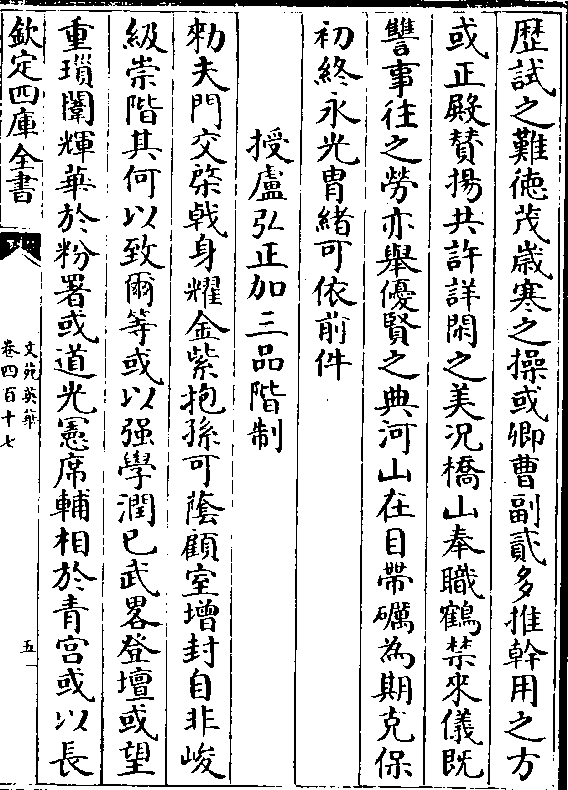 歴試之難徳茂嵗寒之操或卿曹副貳多推幹用之方
或正殿賛揚共許詳閑之美况橋山奉職鶴禁來儀既
讐事往之勞亦舉優賢之典河山在目帶礪為期克保
初終永光胄緒可依前件
授盧弘正加三品階制
勑夫門交棨戟身耀金紫抱孫可蔭顧室增封自非峻
級崇階其何以致爾等或以强學潤已武畧登壇或望
重瑣闈輝華於粉署或道光憲席輔相於青宫或以長
欽定四庫全書
文苑英華
卷四百十七
五